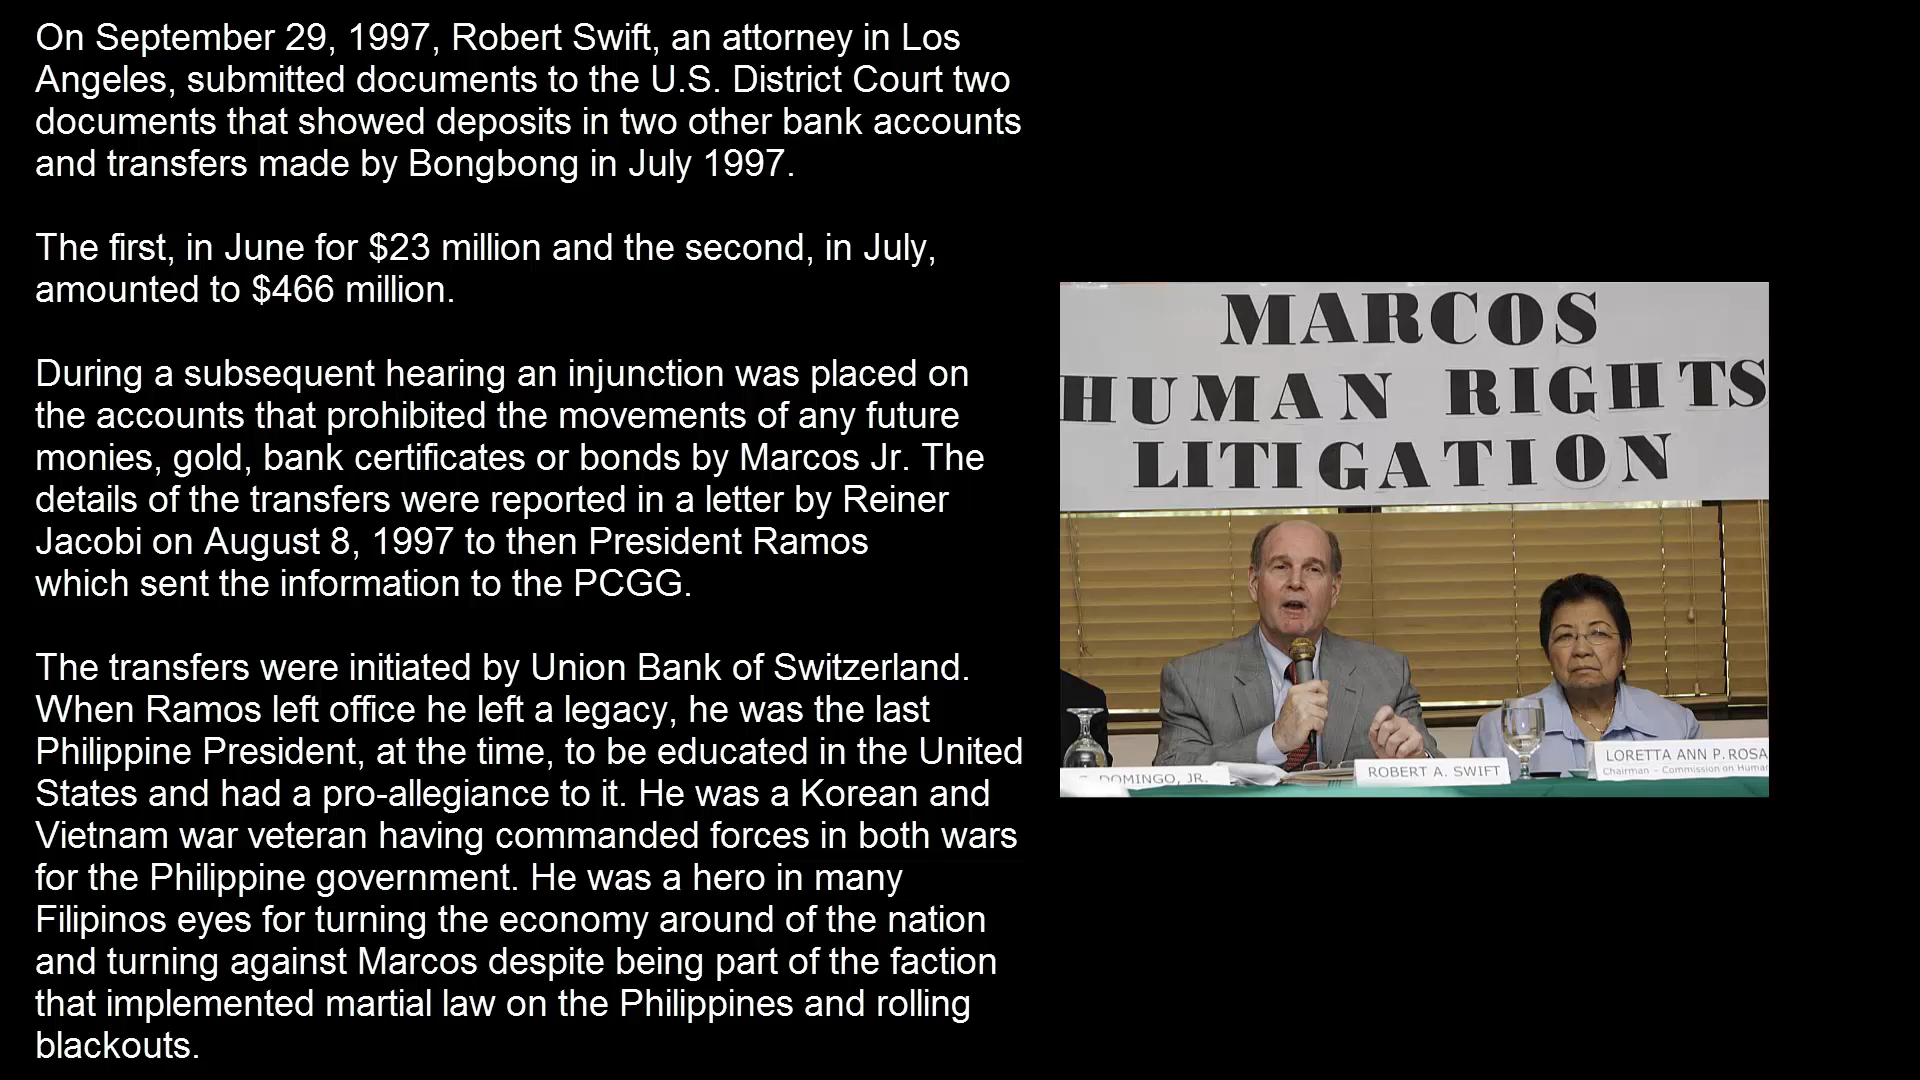 On September 29, 1997, Robert Swift, an attorney in Los
Angeles, submitted documents to the U.S. District Court two
documents that showed deposits in two other bank accounts
and transfers made by Bongbong in July 1997.
The first, in June for $23 million and the second, in July,
amounted to $466 million.
During a subsequent hearing an injunction was placed on
the accounts that prohibited the movements of any future
monies, gold, bank certificates or bonds by Marcos Jr. The
details of the transfers were reported in a letter by Reiner
Jacobi on August 8, 1997 to then President Ramos
which sent the information to the PCGG.
The transfers were initiated by Union Bank of Switzerland.
When Ramos left office he left a legacy, he was the last
Philippine President, at the time, to be educated in the United
States and had a pro-allegiance to it. He was a Korean and
Vietnam war veteran having commanded forces in both wars
for the Philippine government. He was a hero in many
Filipinos eyes for turning the economy around of the nation
and turning against Marcos despite being part of the faction
that implemented martial law on the Philippines and rolling
blackouts.
MARCOS
HUMAN RIGHTS
LITIGATION
DOMINGO, JR.
ROBERT A. SWIFT
LORETTA ANN P. ROSA
Chairman - Commission on Human